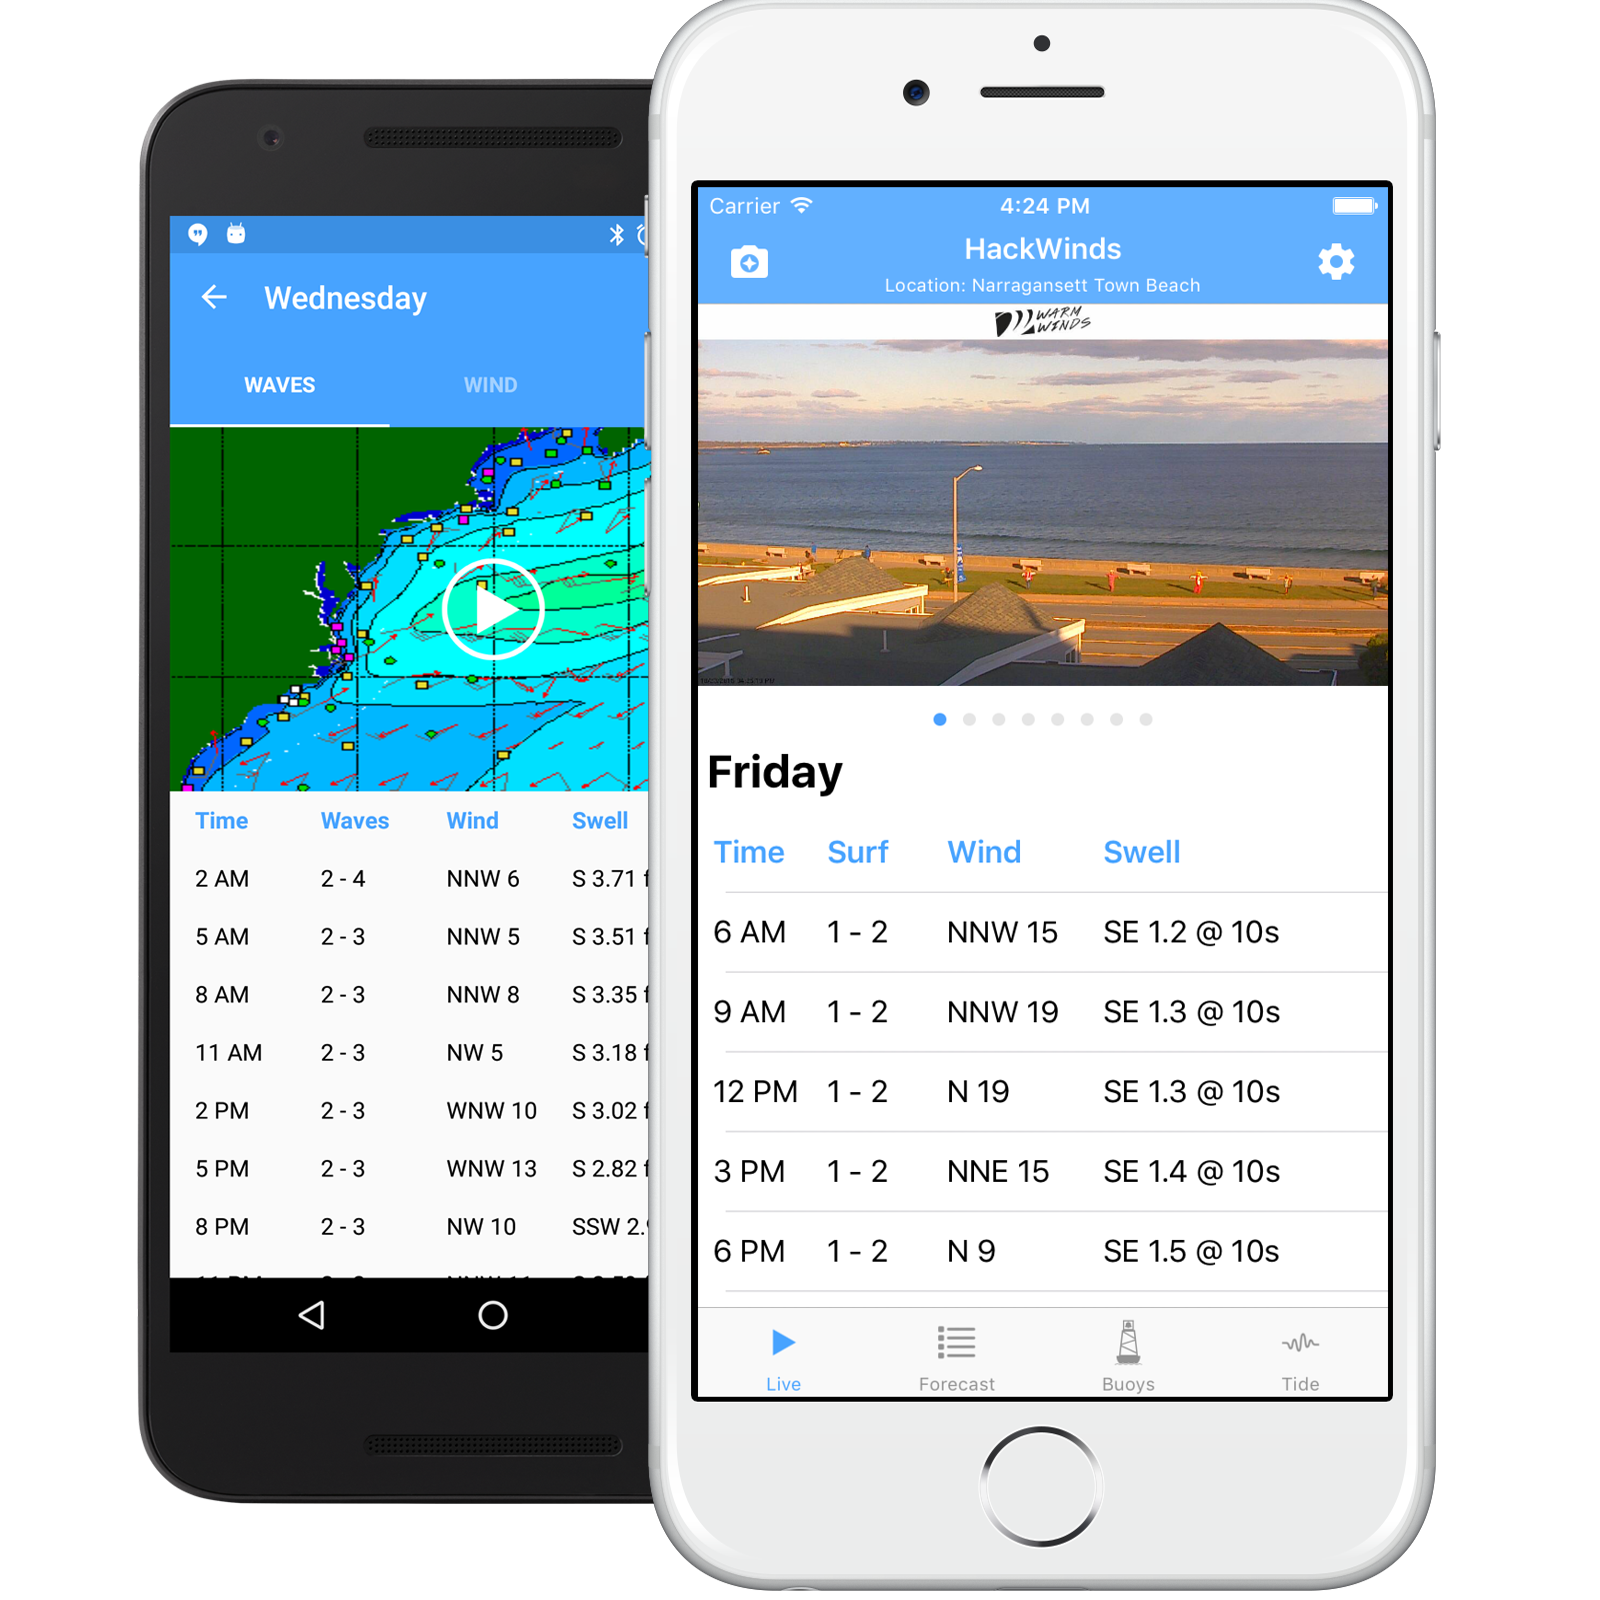 Wednesday
WAVES WIND
Time Waves Wind Swell
2 AM 2 - 4 NNW 6 S 3.71
5 AM 2 - 3 NNW 5 S 3.51
8 AM 2 - 3 NNW 8 S 3.35
11 AM 2 - 3 NW 5 S 3.18
2 PM 2 - 3 WNW 10 S 3.02
5 PM 2 - 3 WNW 13 S 2.82
8 PM 2 - 3 NW 10 SSW 2.
Carrier 4:24 PM
HackWinds
Location: Narragansett Town Beach
WARM
WINDS
Friday
Time Surf Wind Swell
6 AM 1 - 2 NNW 15 SE 1.2 @ 10s
9 AM 1 - 2 NNW 19 SE 1.3 @ 10s
12 PM 1 - 2 N 19 SE 1.3 @ 10s
3 PM 1 - 2 NNE 15 SE 1.4 @ 10s
6 PM 1 - 2 N 9 SE 1.5 @ 10s
Live Forecast Buoys Tide